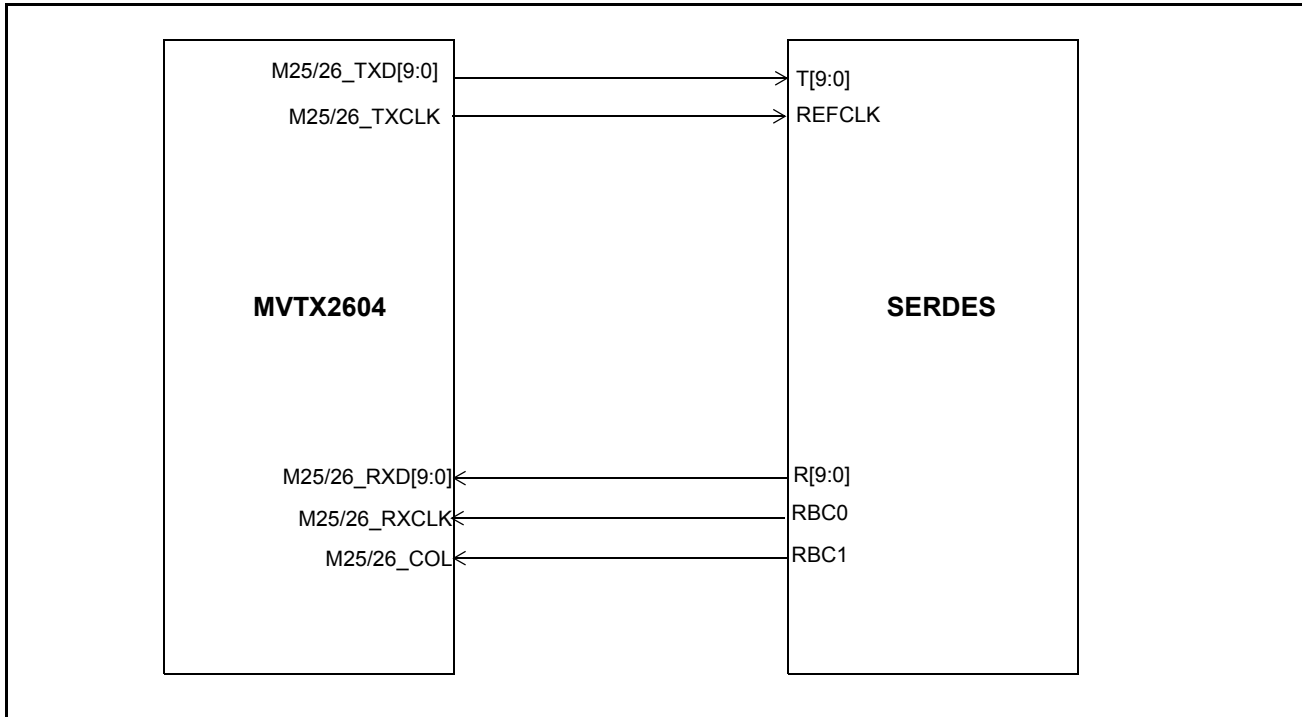 M25/26_TXD[9:0] T[9:0]
M25/26_TXCLK REFCLK
MVTX2604 SERDES
M25/26_RXD[9:0] R[9:0]
M25/26_RXCLK RBC0
M25/26_COL RBC1